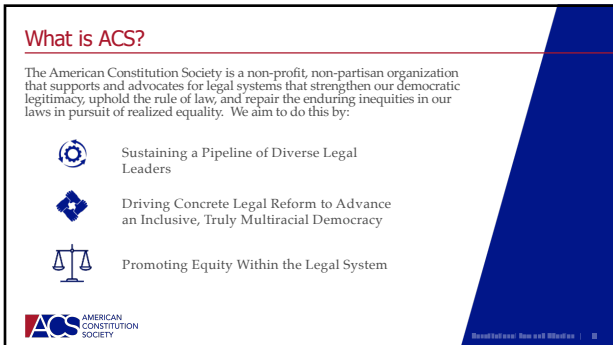 What is ACS?
The American Constitution Society is a non-profit, non-partisan organization
that supports and advocates for legal systems that strengthen our democratic
legitimacy, uphold the rule of law, and repair the enduring inequities in our
laws in pursuit of realized equality. We aim to do this by:
Sustaining a Pipeline of Diverse Legal
Leaders
Driving Concrete Legal Reform to Advance
an Inclusive, Truly Multiracial Democracy
Promoting Equity Within the Legal System
ACS AMERICAN
CONSTITUTION
SOCIETY